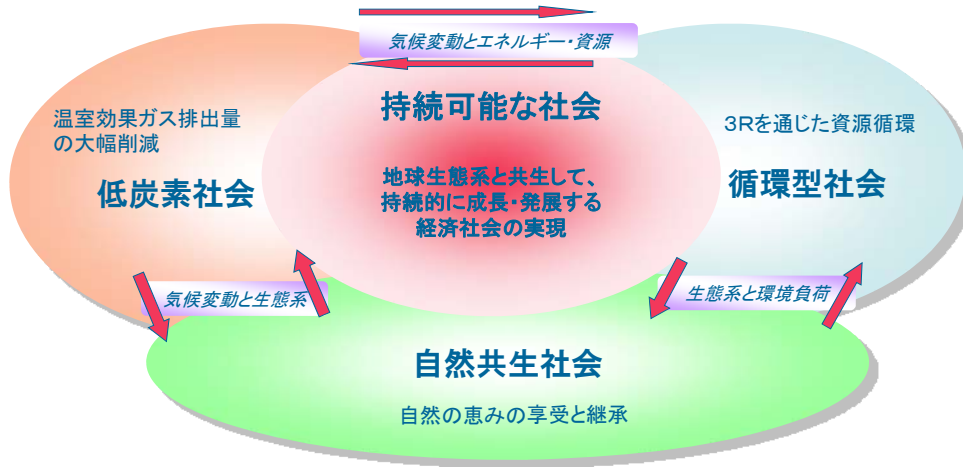 気候変動とエネルギー・資源
持続可能な社会
温室効果ガス排出量
の大幅削減
低炭素社会
3Rを通じた資源循環
循環型社会
地球生態系と共生して、
持続的に成長・発展する
経済社会の実現
気候変動と生態系
生態系と環境負荷
自然共生社会
自然の恵みの享受と継承